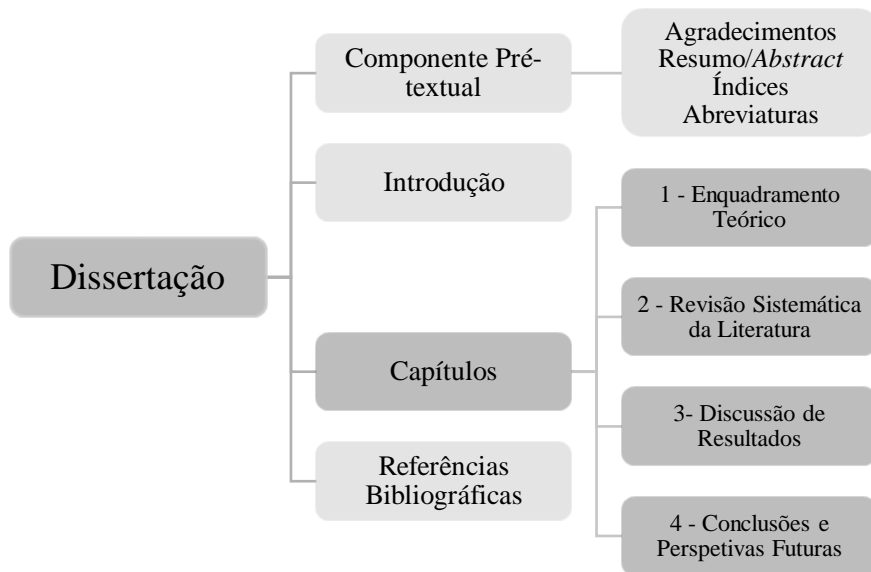 Dissertação
Componente Pré-
textual
Agradecimentos
Resumo/Abstract
Índices
Abreviaturas
Introdução
Capítulos
1 - Enquadramento
Teórico
2 - Revisão Sistemática
da Literatura
3- Discussão de
Resultados
4 - Conclusões e
Perspetivas Futuras
Referências
Bibliográficas